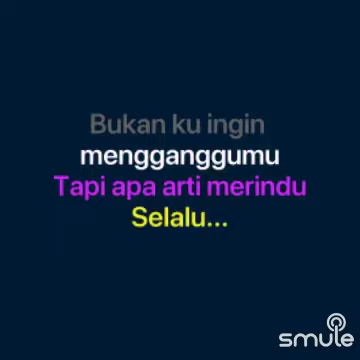 Bukan ku ingin
mengganggumu
Tapi apa arti merindu
Selalu...
smule